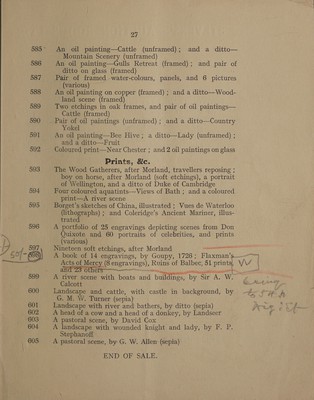 27
585 An oil painting—Cattle (unframed); and a ditto—
Mountain Scenery (unframed)
586 An oil painting—Gulls Retreat (framed); and pair of
ditto on glass (framed)
587 Pair of framed water-colours, panels, and 6 pictures
(various)
588 An oil painting on copper (framed); and a ditto—Wood-
land scene (framed)
589 Two etchings in oak frames, and pair of oil paintings—
Cattle (framed)
590 Pair of oil paintings (unframed); and a ditto—Country
Yokel
591 An oil painting—Bee Hive; a ditto—Lady (unframed);
and a ditto—Fruit
592 Coloured print—Near Chester; and 2 oil paintings on glass
Prints, &c.
593 The Wood Gatherers, after Morland, travellers reposing;
boy on horse, after Morland (soft etchings), a portrait
of Wellington, and a ditto of Duke of Cambridge
594 Four coloured aquatints—Views of Bath; and a coloured
print—A river scene
595 Borget's sketches of China, illustrated; Vues de Waterloo
(lithographs); and Coleridge's Ancient Mariner, illus-
trated
596 A portfolio of 25 engravings depicting scenes from Don
Quixote and 60 portraits of celebrities, and prints
(various)
597 Nineteen soft etchings, after Morland
598 A book of 14 engravings, by Goupy, 1726; Flaxman's
Acts of Mercy (8 engravings), Ruins of Balbec, 51 prints,
and 23 others
599 A river scene with boats and buildings, by Sir A. W.
Calcott
600 Landscape and cattle, with castle in background, by
G. M. W. Turner (sepia)
601 Landscape with river and bathers, by ditto (sepia)
602 A head of a cow and a head of a donkey, by Landseer
603 A pastoral scene, by David Cox
604 A landscape with wounded knight and lady, by F. P.
Stephanoff
605 A pastoral scene, by G. W. Allen (sepia)
END OF SALE.